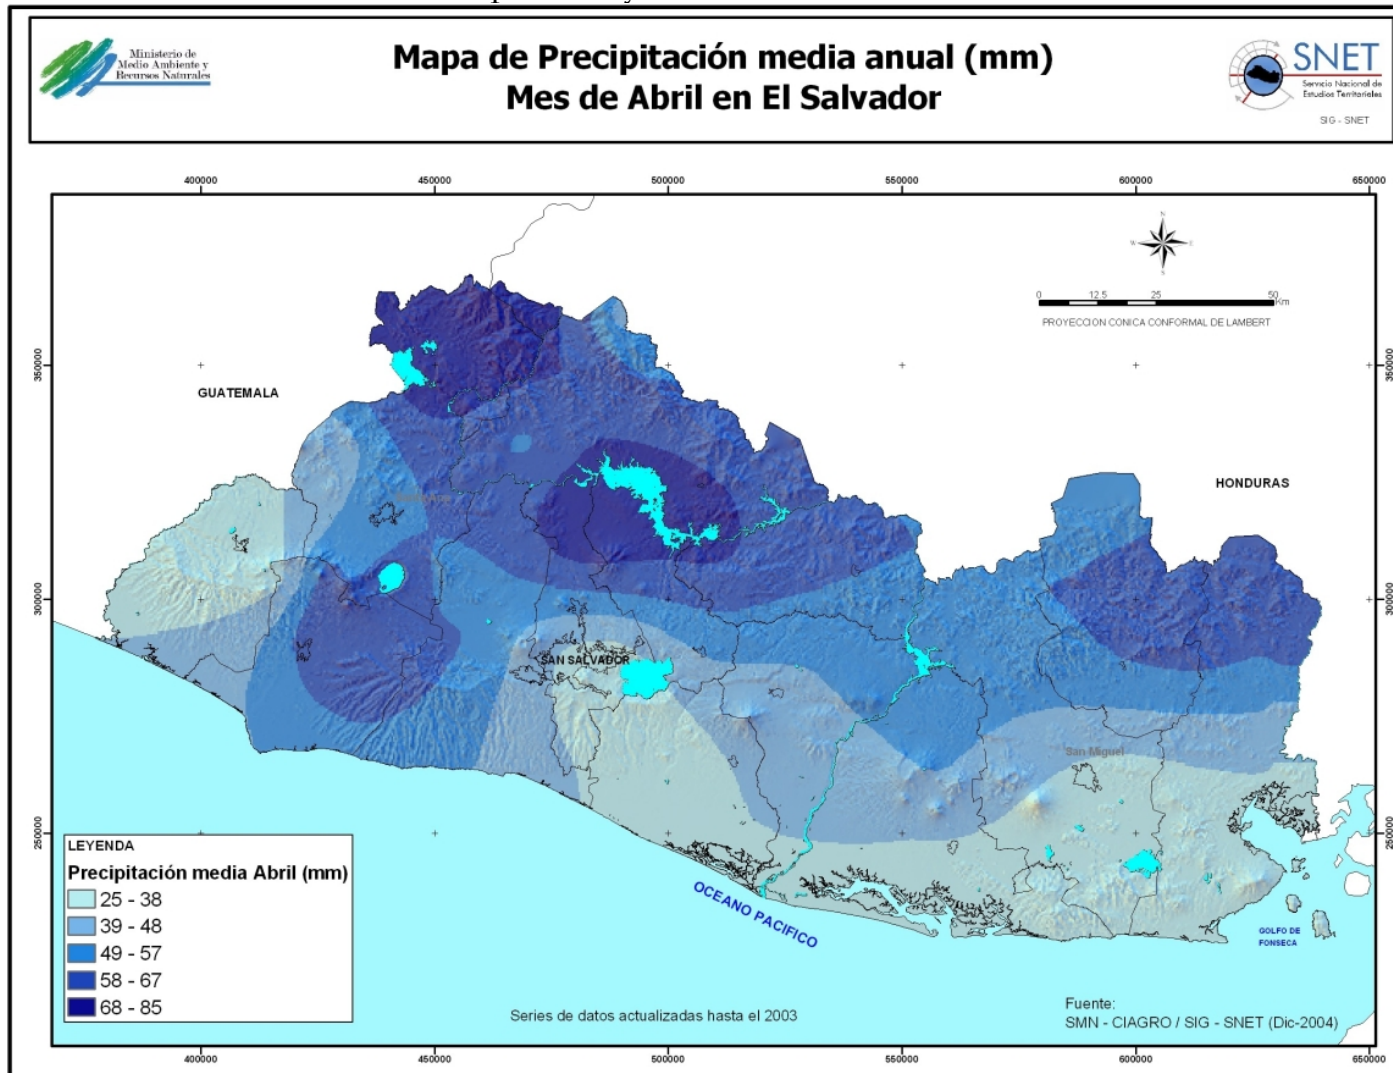 Ministerio de
Medio Ambiente y
Recursos Naturales
Mapa de Precipitación media anual (mm)
Mes de Abril en El Salvador
SNET
Servicio Nacional de
Estudios Territoriales
SIG - SNET
400000 450000 500000 550000 600000 650000
N
W E
S
0 12.5 25 50 Km
PROYECCION CONICA CONFORMAL DE LAMBERT
350000 350000
GUATEMALA
HONDURAS
300000 300000
SAN SALVADOR
San Miguel
250000 250000
LEYENDA
Precipitación media Abril (mm)
25 - 38
39 - 48
49 - 57
58 - 67
68 - 85
OCEANO PACIFICO
GOLFO DE
FONSECA
Series de datos actualizadas hasta el 2003
Fuente:
SMN - CIAGRO / SIG - SNET (Dic-2004)
400000 450000 500000 550000 600000 650000